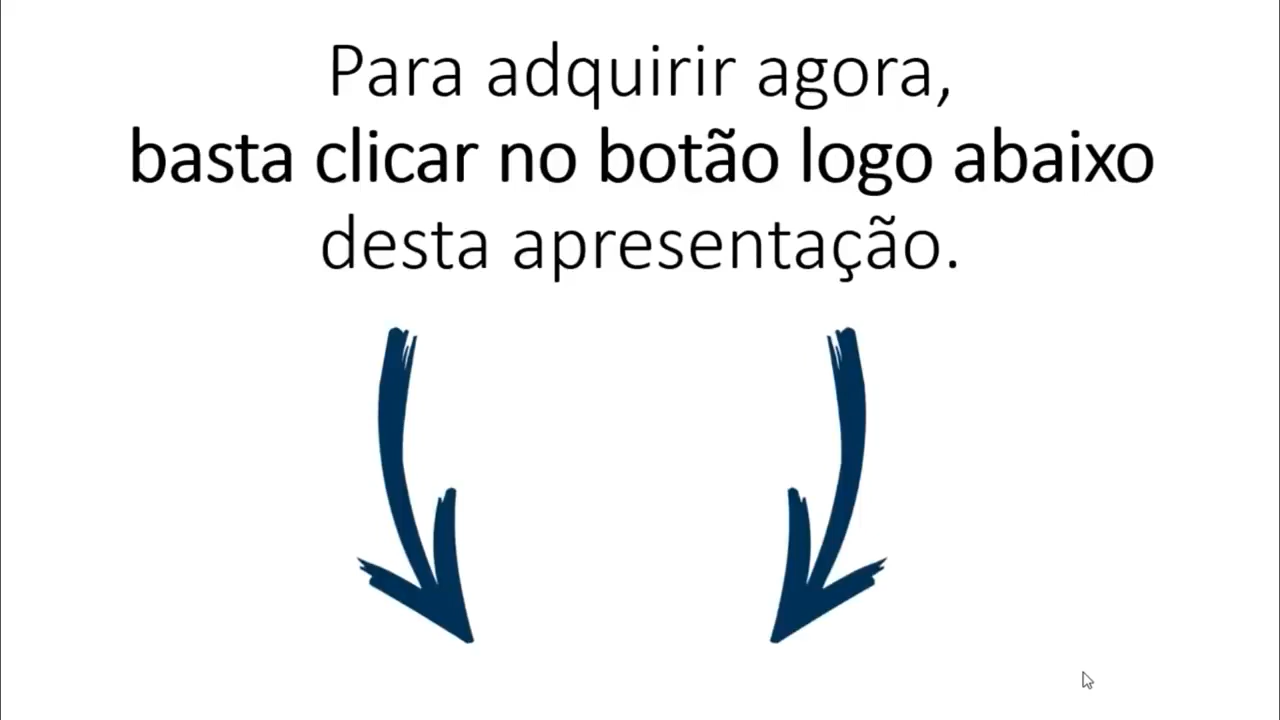 Para adquirir agora,
basta clicar no botão logo abaixo
desta apresentação.